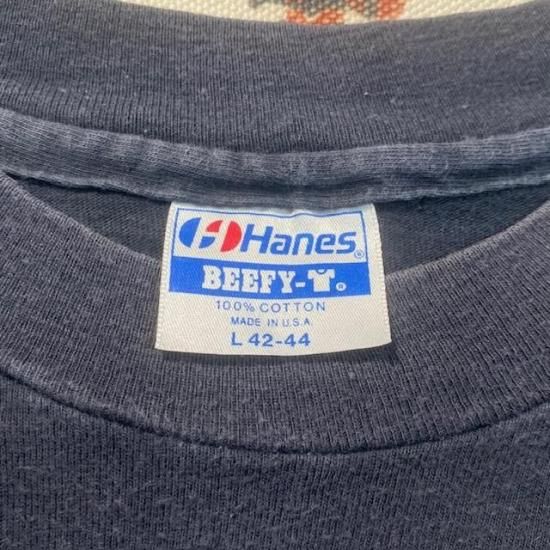 Hanes®
BEEFY-T®
100% COTTON
MADE IN U.S.A.
L 42-44